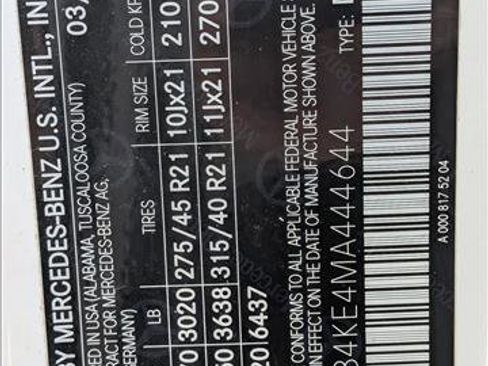 BY MERCEDES-BENZ U.S. INTL., IN
03/
ED IN USA (ALABAMA, TUSCALOOSA COUNTY)
RACT FOR MERCEDES-BENZ AG,
GERMANY)
LB TIRES RIM SIZE COLD KP
70 3020 275/45 R21 10Jx21 210
50 3638 315/40 R21 11Jx21 270
20 6437
CONFORMS TO ALL APPLICABLE FEDERAL MOTOR VEHICLE S
IN EFFECT ON THE DATE OF MANUFACTURE SHOWN ABOVE.
B4KE4MA444644 TYPE:
A 000 817 52 04